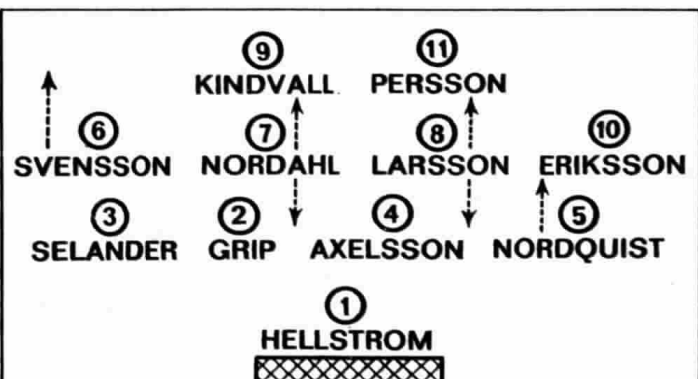 9 11
KINDVALL PERSSON
6 7 8 10
SVENSSON NORDAHL LARSSON ERIKSSON
3 2 4 5
SELANDER GRIP AXELSSON NORDQUIST
1
HELLSTROM